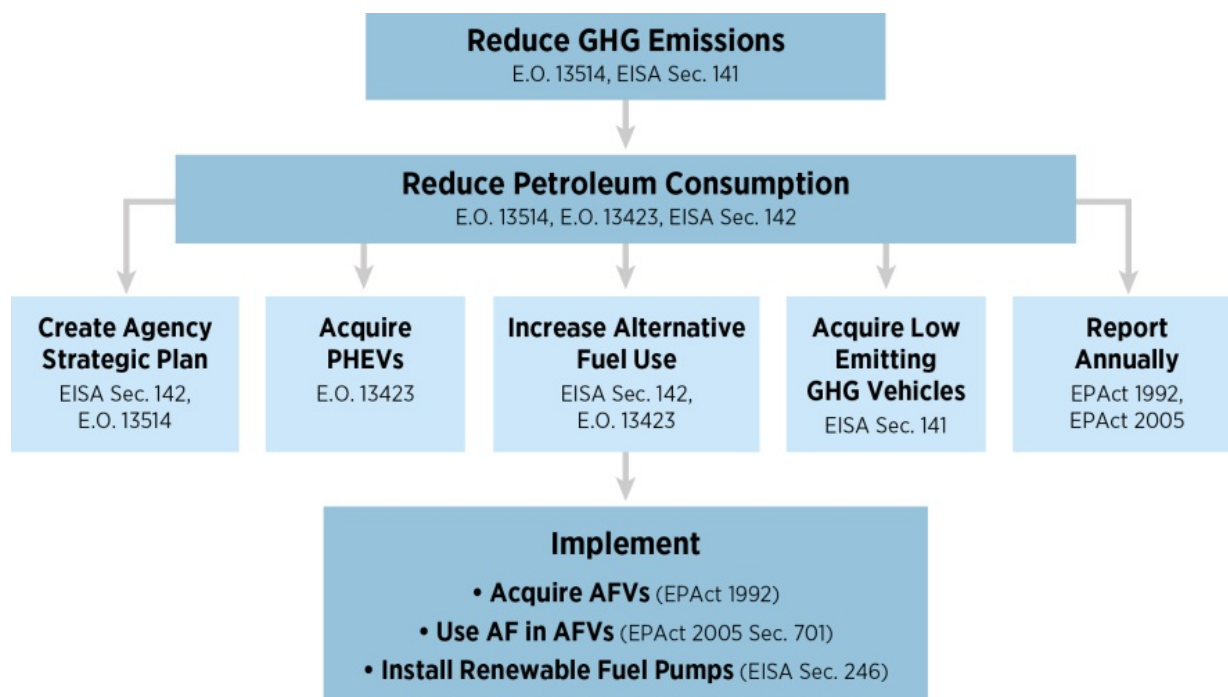 Reduce GHG Emissions
E.O. 13514, EISA Sec. 141
Reduce Petroleum Consumption
E.O. 13514, E.O. 13423, EISA Sec. 142
Create Agency
Strategic Plan
EISA Sec. 142,
E.O. 13514
Acquire
PHEVs
E.O. 13423
Increase Alternative
Fuel Use
EISA Sec. 142,
E.O. 13423
Acquire Low
Emitting
GHG Vehicles
EISA Sec. 141
Report
Annually
EPAct 1992,
EPAct 2005
Implement
• Acquire AFVs (EPAct 1992)
• Use AF in AFVs (EPAct 2005 Sec. 701)
• Install Renewable Fuel Pumps (EISA Sec. 246)